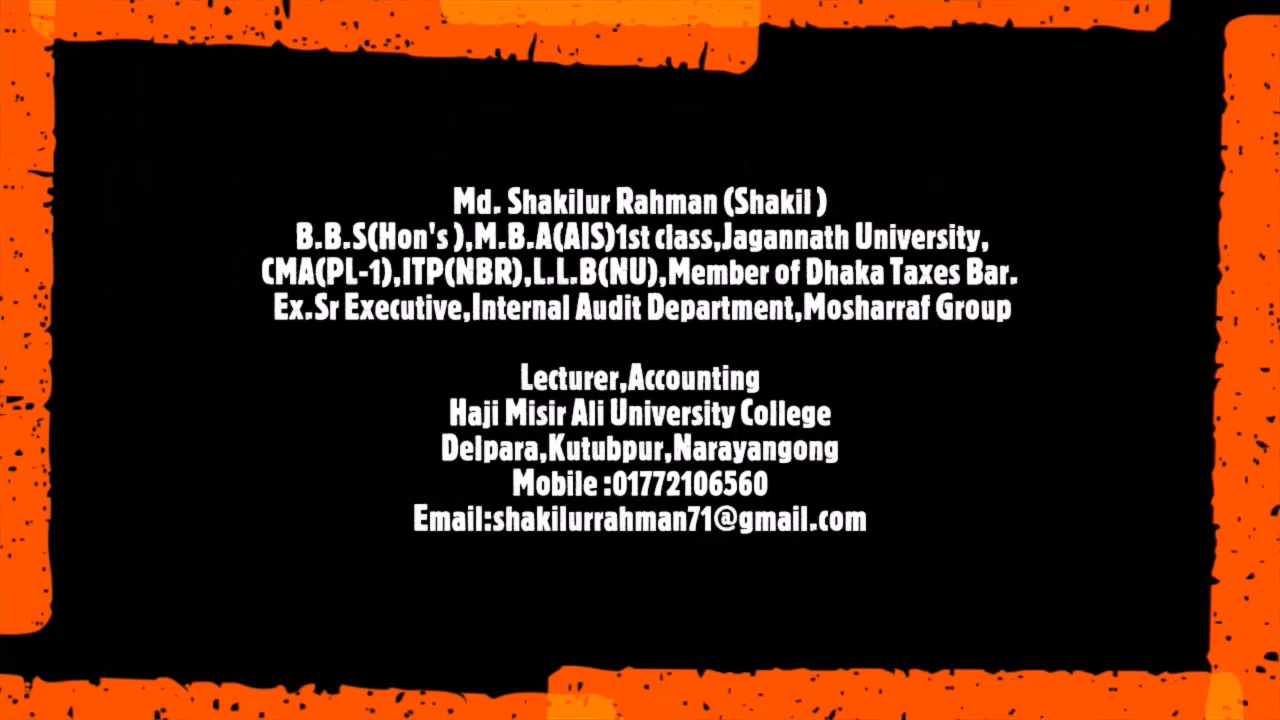 Md. Shakilur Rahman (Shakil )
B.B.S(Hon's ),M.B.A(AIS)1st class,Jagannath University,
CMA(PL-1),ITP(NBR),L.L.B(NU),Member of Dhaka Taxes Bar.
Ex.Sr Executive,Internal Audit Department,Mosharraf Group
Lecturer,Accounting
Haji Misir Ali University College
Delpara,Kutubpur,Narayangong
Mobile :01772106560
Email:shakilurrahman71@gmail.com